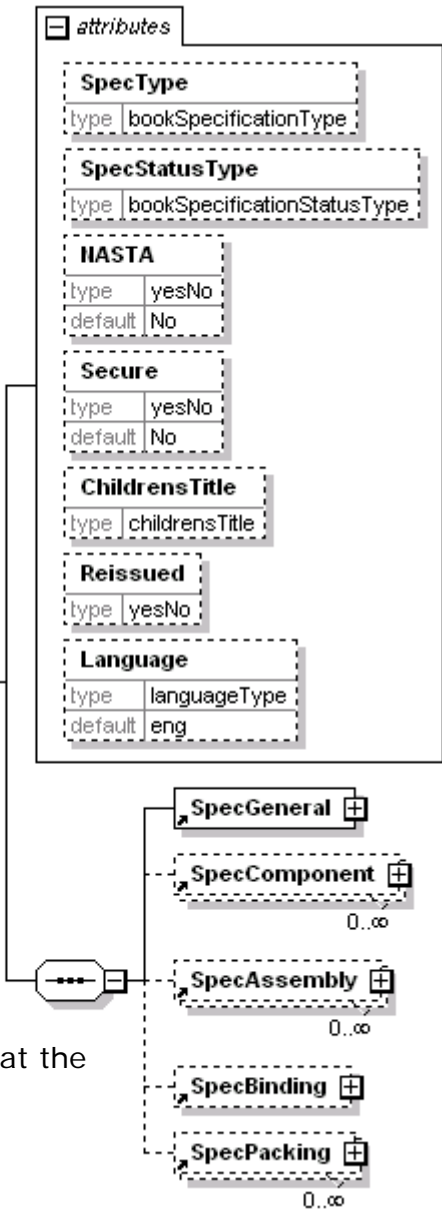 attributes
SpecType
type bookSpecificationType
SpecStatusType
type bookSpecificationStatusType
NASTA
type yesNo
default No
Secure
type yesNo
default No
ChildrensTitle
type childrensTitle
Reissued
type yesNo
Language
type languageType
default eng
SpecGeneral
SpecComponent
0..∞
SpecAssembly
0..∞
at the
SpecBinding
SpecPacking
0..∞